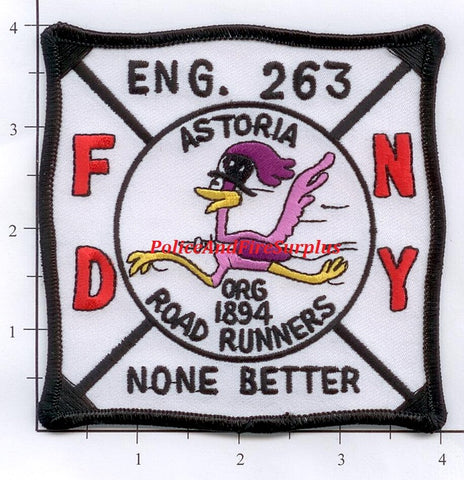 ENG. 263
ASTORIA
F N
D Y
PoliceAndFireSurplus
ORG
1894
ROAD RUNNERS
NONE BETTER
4
3
2
1
1 2 3 4